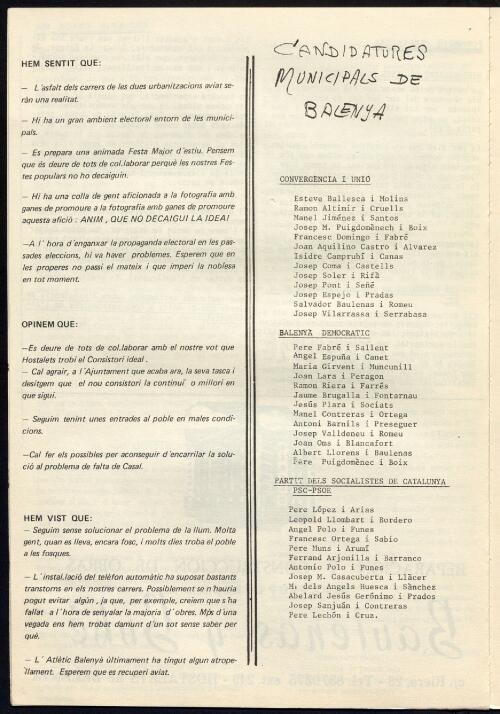 HEM SENTIT QUE:
— L'asfalt dels carrers de les dues urbanitzacions aviat se-
ràn una realitat.
— Hi ha un gran ambient electoral entorn de les munici-
pals.
— Es prepara una animada Festa Major d'estiu. Pensem
que és deure de tots de col.laborar perquè les nostres Fes-
tes populars no ho decaiguin.
— Hi ha una colla de gent aficionada a la fotografia amb
ganes de promoure a la fotografia amb ganes de promoure
aquesta afició : ANIM , QUE NO DECAIGUI LA IDEA!
—A l' hora d'enganxar la propaganda electoral en les pas-
sades eleccions, hi va haver problemes. Esperem que en
les properes no passi el mateix i que imperi la noblesa
en tot moment.
OPINEM QUE:
—Es deure de tots de col.laborar amb el nostre vot que
Hostalets trobi el Consistori ideal .
— Cal agrair, a l'Ajuntament que acaba ara, la seva tasca i
desitgem que el nou consistori la continuï o millori en
que sigui.
— Seguim tenint unes entrades al poble en males condi-
cions.
—Cal fer els possibles per aconseguir d'encarrilar la solu-
ció al problema de falta de Casal.
HEM VIST QUE:
— Seguim sense solucionar el problema de la llum. Molta
gent, quan es lleva, encara fosc, i molts dies troba el poble
a les fosques.
— L'instal.lació del telèfon automàtic ha suposat bastants
transtorns en els nostres carrers. Possiblement se n'hauria
pogut evitar algún , ja que, per exemple, creiem que s ha
fallat a l'hora de senyalar la majoria d'obres. Mps d'una
vegada ens hem trobat damunt d'un sot sense saber per
què.
— L' Atlètic Balenyà últimament ha tingut algun atrope-
llament. Esperem que es recuperi aviat.
CANDIDATURES
MUNICIPALS DE
BALENYA
CONVERGÈNCIA I UNIÓ
Esteve Ballesca i Molins
Ramon Altimir i Cruells
Manel Jiménez i Santos
Josep M. Puigdomènech i Boix
Francesc Domingo i Fabré
Joan Aquilino Castro i Alvarez
Isidre Camprubí i Canas
Josep Coma i Castells
Josep Soler i Rifà
Josep Pont i Señé
Josep Espejo i Pradas
Salvador Baulenas i Romeu
Josep Vilarrassa i Serrabasa
BALENYÀ DEMOCRATIC
Pere Fabré i Sallent
Angel Espuña i Canet
Maria Girvent i Muncunill
Joan Lara i Peragon
Ramon Riera i Farrés
Jaume Brugalla i Fontarnau
Jesús Plara i Sociats
Manel Contreras i Ortega
Antoni Barnils i Preseguer
Josep Valldeneu i Romeu
Joan Oms i Blancafort
Albert Llorens i Baulenas
Pere Puigdomènec i Boix
PARTIT DELS SOCIALISTES DE CATALUNYA
PSC-PSOE
Pere López i Arias
Leopold Llombart i Bordero
Angel Polo i Funes
Francesc Ortega i Sabio
Pere Muns i Arumí
Ferrand Arjonilla i Barranco
Antonio Polo i Funes
Josep M. Casacuberta i Llàcer
Mª dels Angels Huesca i Sànchez
Abelard Jesús Gerónimo i Prados
Josep Sanjuán i Contreras
Pere Lechón i Cruz.